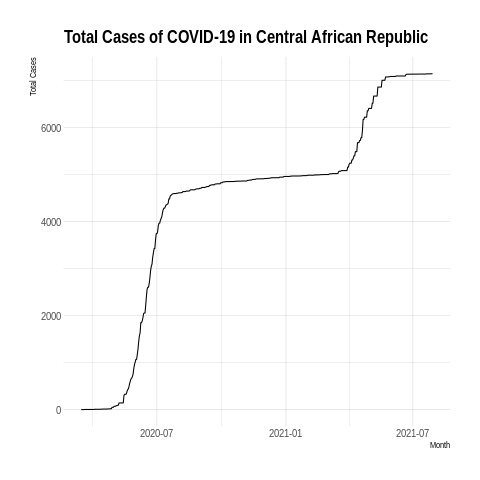 Total Cases of COVID-19 in Central African Republic
Total Cases
6000
4000
2000
0
2020-07 2021-01 2021-07
Month